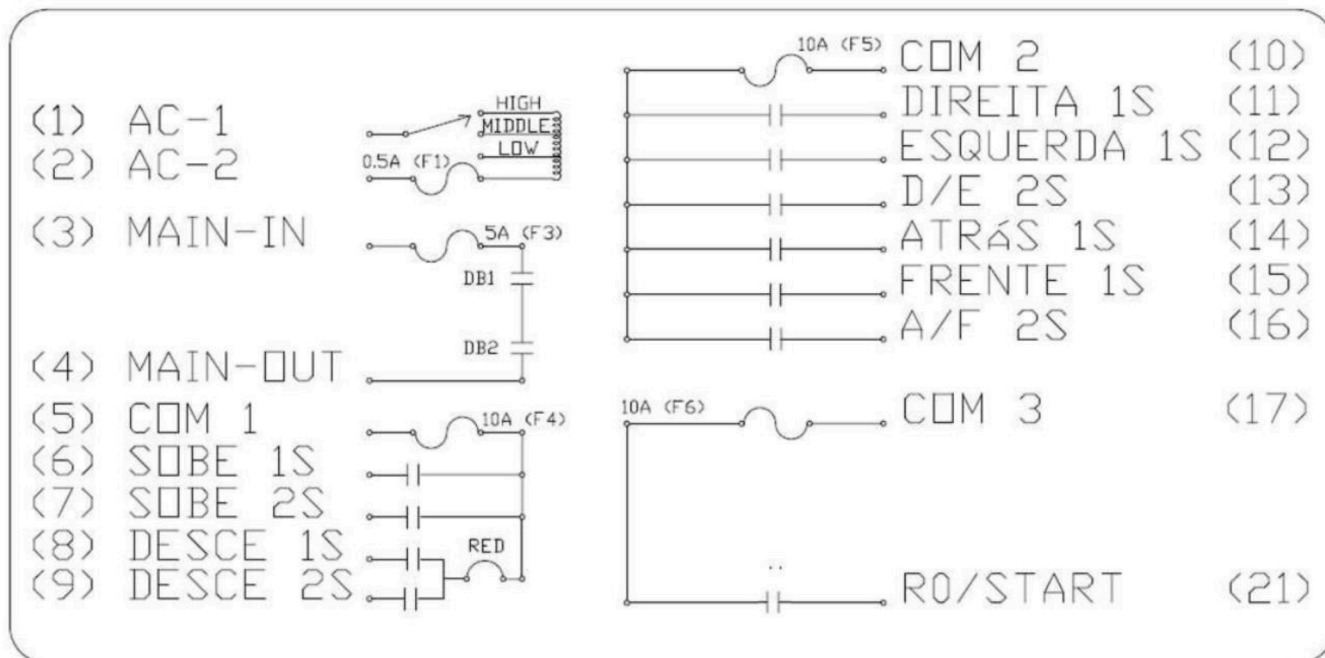 HIGH
(1) AC-1
MIDDLE
LOW
(2) AC-2
0.5A (F1)
(3) MAIN-IN
5A (F3)
DB1
DB2
(4) MAIN-OUT
(5) COM 1
10A (F4)
(6) SOBE 1S
(7) SOBE 2S
(8) DESCE 1S
RED
(9) DESCE 2S
10A (F5)
COM 2 (10)
DIREITA 1S (11)
ESQUERDA 1S (12)
D/E 2S (13)
ATRáS 1S (14)
FRENTE 1S (15)
A/F 2S (16)
10A (F6)
COM 3 (17)
RO/START (21)